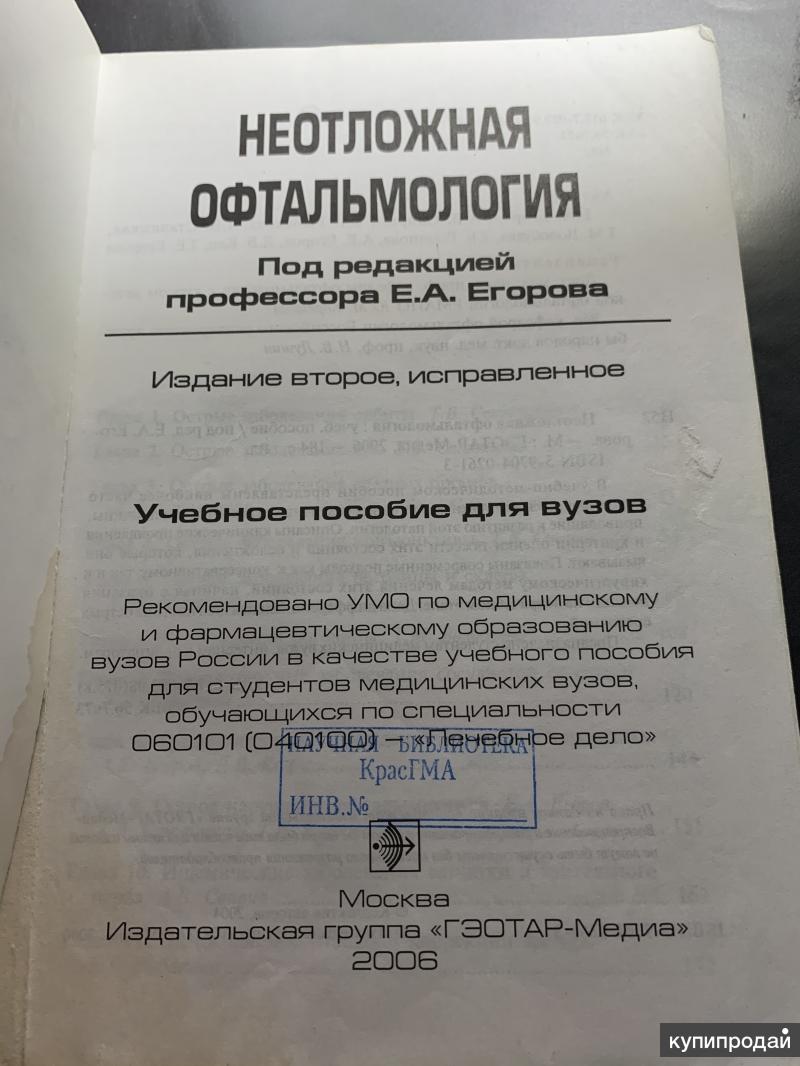 НЕОТЛОЖНАЯ
ОФТАЛЬМОЛОГИЯ
Под редакцией
профессора Е.А. Егорова
Издание второе, исправленное
Учебное пособие для вузов
Рекомендовано УМО по медицинскому
и фармацевтическому образованию
вузов России в качестве учебного пособия
для студентов медицинских вузов,
обучающихся по специальности
060101 (040100) – «Лечебное дело»
НАУЧНАЯ БИБЛИОТЕКА
КрасГМА
ИНВ.№
Москва
Издательская группа «ГЭОТАР-Медиа»
2006
купипродай